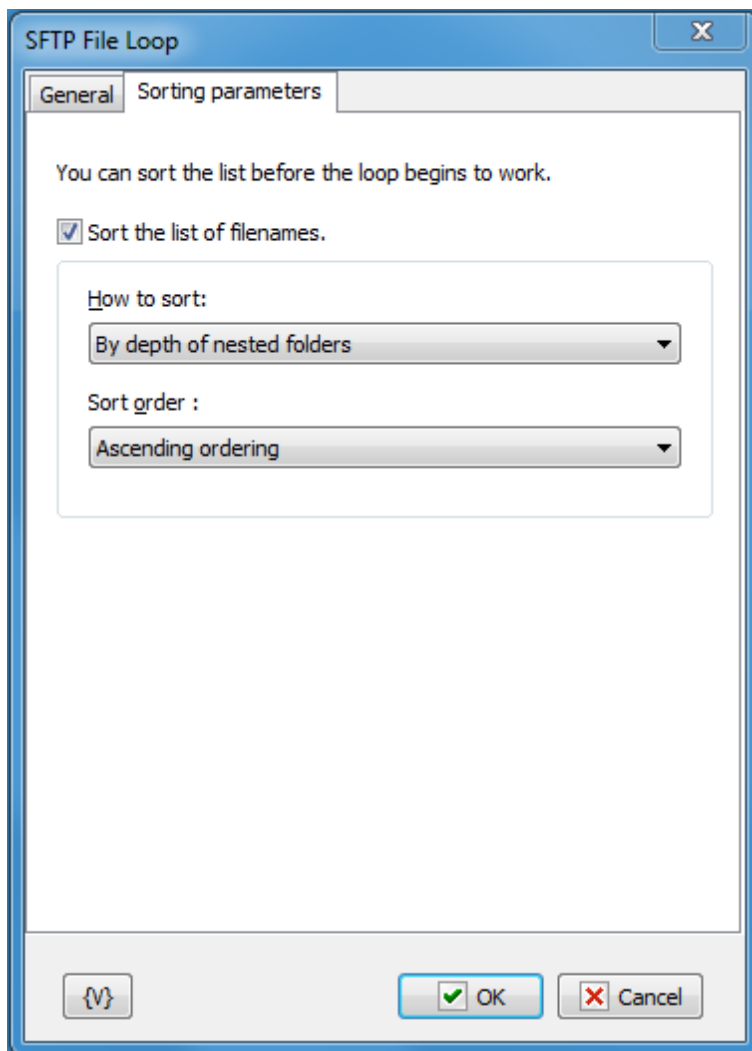 SFTP File Loop
General
Sorting parameters
You can sort the list before the loop begins to work.
Sort the list of filenames.
How to sort:
By depth of nested folders
Sort order :
Ascending ordering
{V}
OK
Cancel